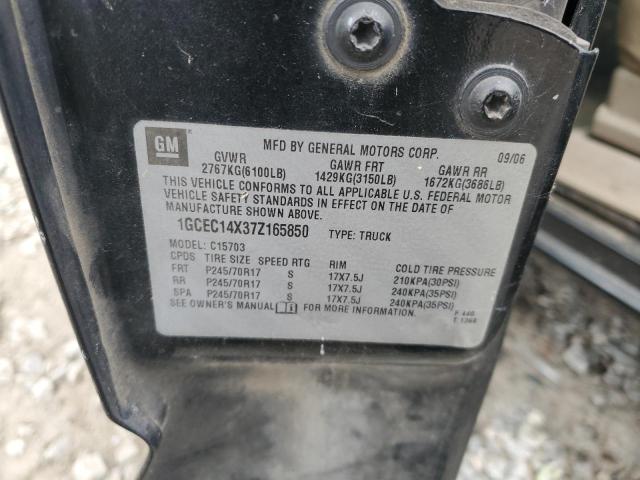 GM
MFD BY GENERAL MOTORS CORP. 09/06
GVWR GAWR FRT GAWR RR
2767KG(6100LB) 1429KG(3150LB) 1672KG(3686LB)
THIS VEHICLE CONFORMS TO ALL APPLICABLE U.S. FEDERAL MOTOR
VEHICLE SAFETY STANDARDS IN EFFECT ON THE DATE OF
MANUFACTURE SHOWN ABOVE.
1GCEC14X37Z165850 TYPE: TRUCK
MODEL: C15703
CPDS TIRE SIZE SPEED RTG RIM COLD TIRE PRESSURE
FRT P245/70R17 S 17X7.5J 210KPA(30PSI)
RR P245/70R17 S 17X7.5J 240KPA(35PSI)
SPA P245/70R17 S 17X7.5J 240KPA(35PSI)
SEE OWNER'S MANUAL FOR MORE INFORMATION.